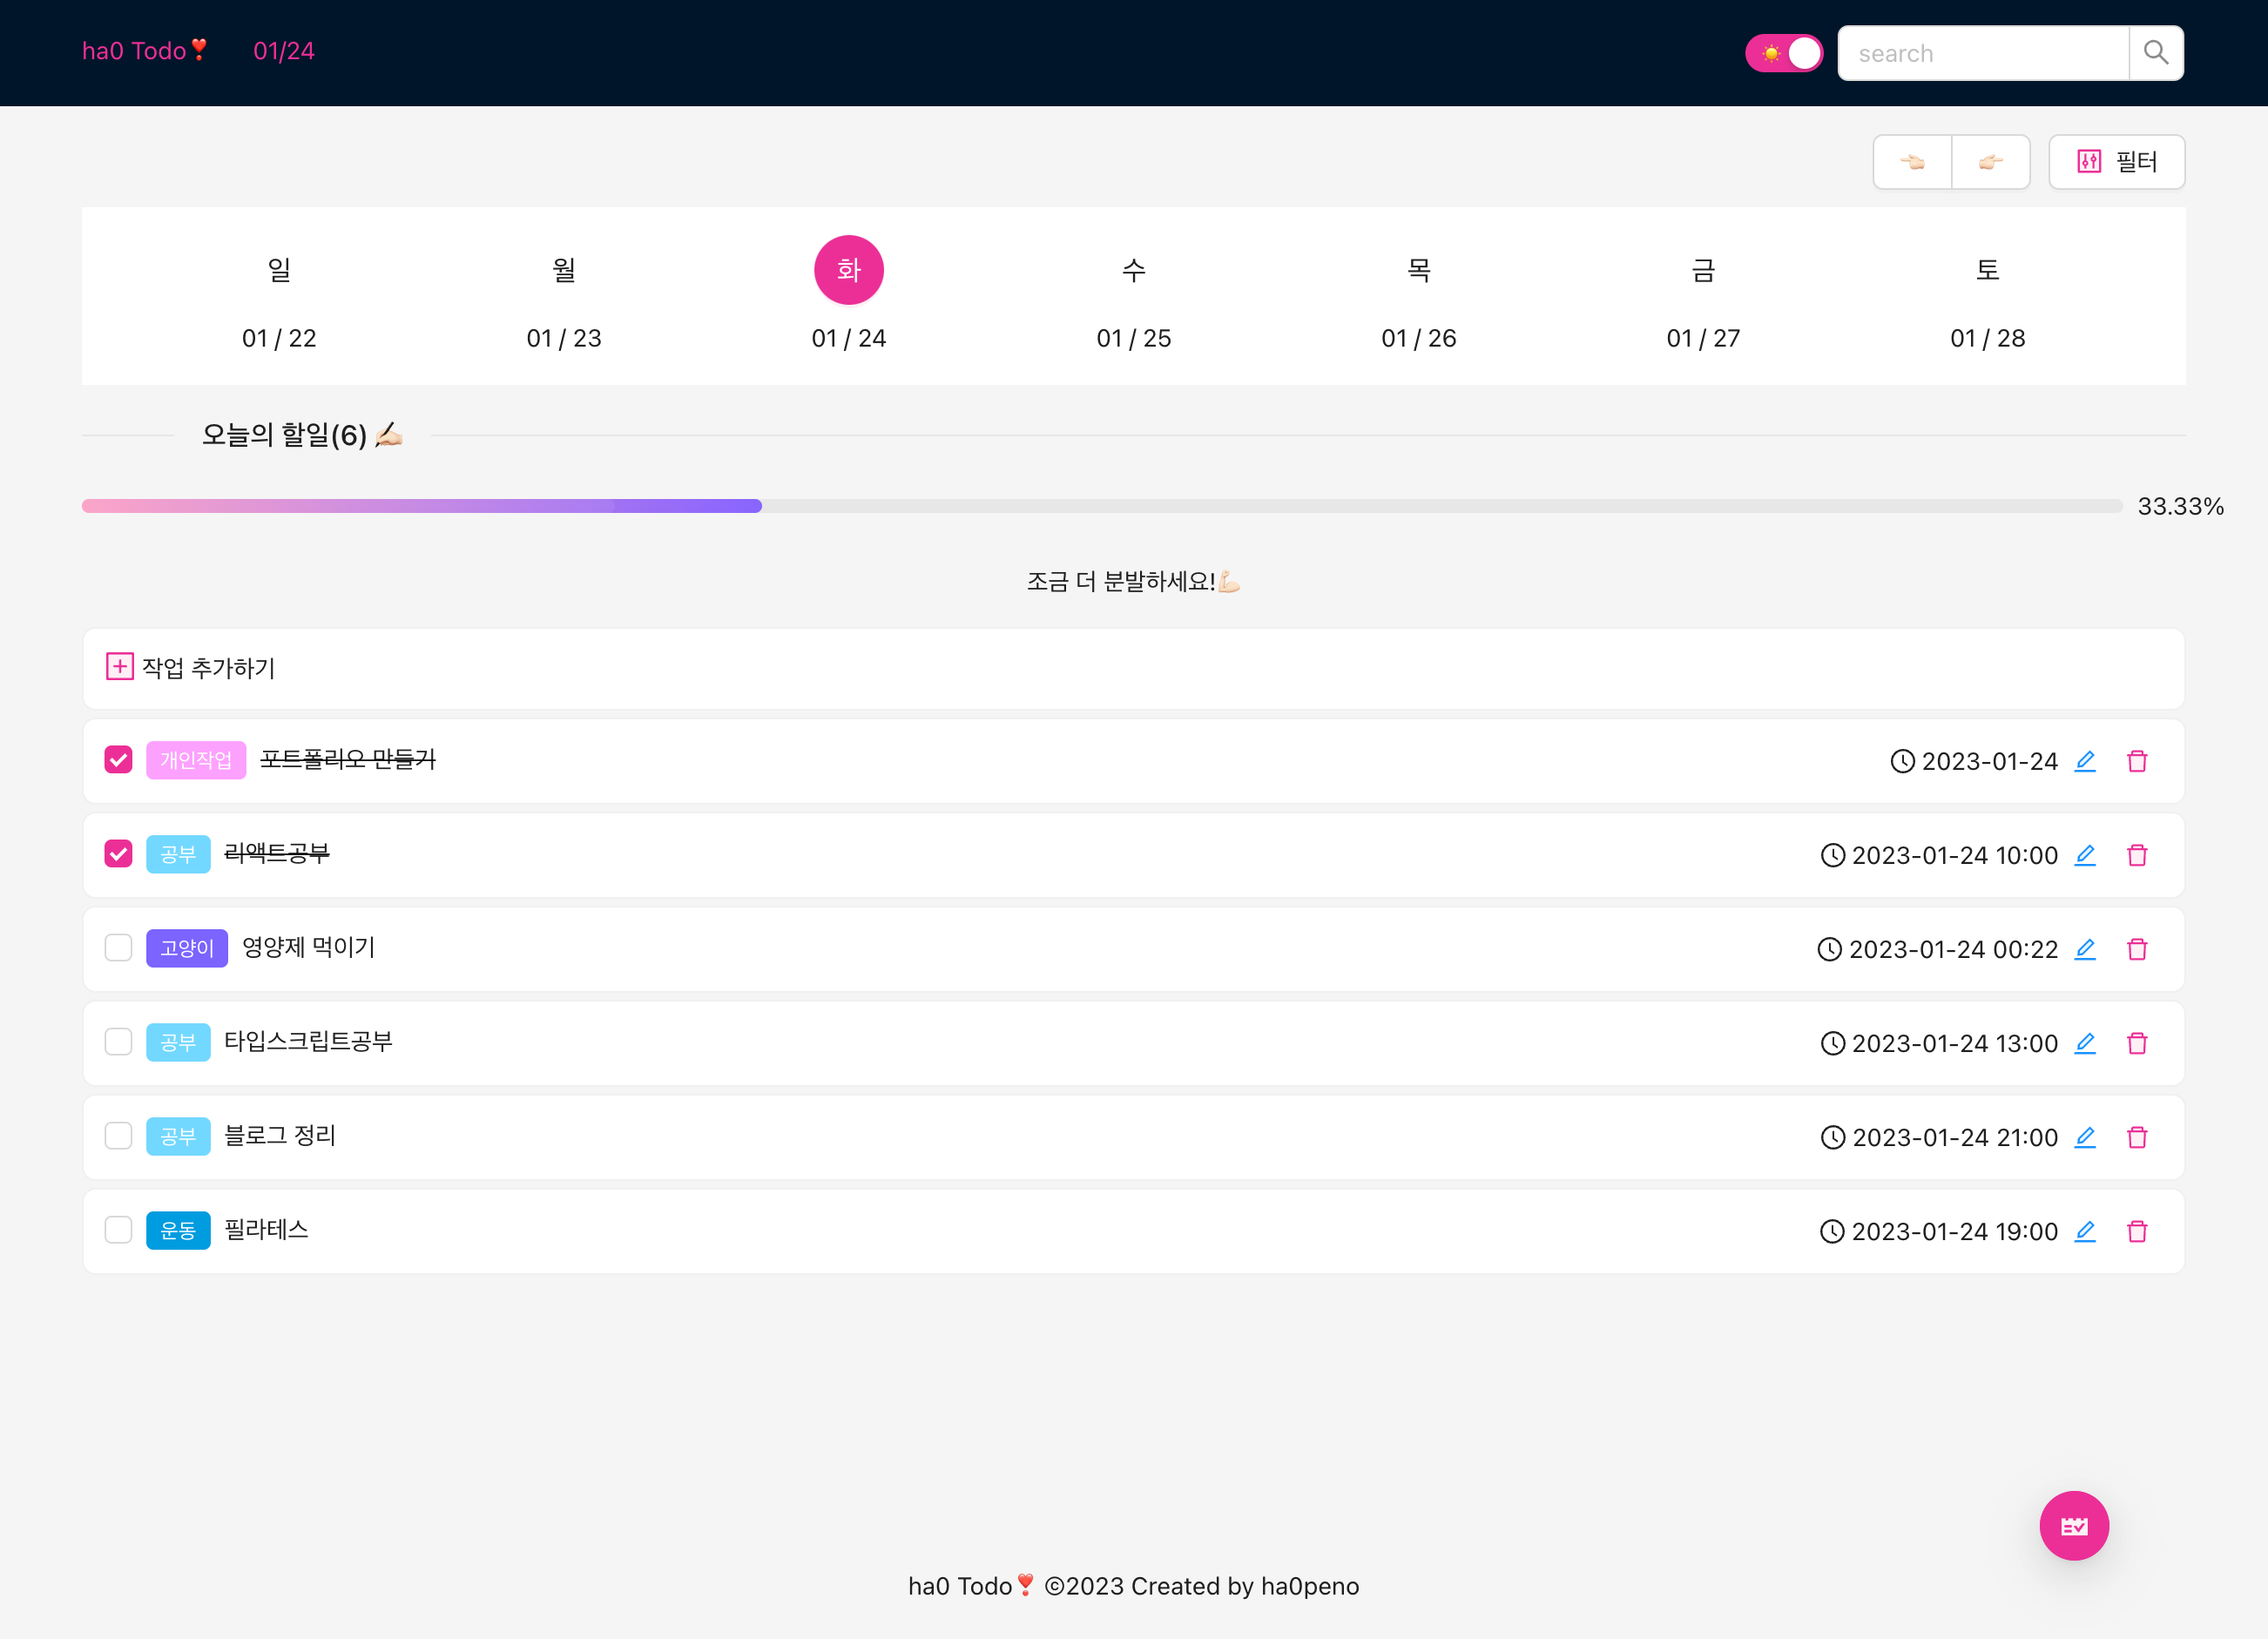 ha0 Todo❣️ 01/24
search
👈🏻 👉🏻 필터
일 월 화 수 목 금 토
01 / 22 01 / 23 01 / 24 01 / 25 01 / 26 01 / 27 01 / 28
오늘의 할일(6) ✍🏻
33.33%
조금 더 분발하세요!💪🏻
작업 추가하기
개인작업 포트폴리오 만들기 2023-01-24
공부 리액트공부 2023-01-24 10:00
고양이 영양제 먹이기 2023-01-24 00:22
공부 타입스크립트공부 2023-01-24 13:00
공부 블로그 정리 2023-01-24 21:00
운동 필라테스 2023-01-24 19:00
ha0 Todo❣️ ©2023 Created by ha0peno